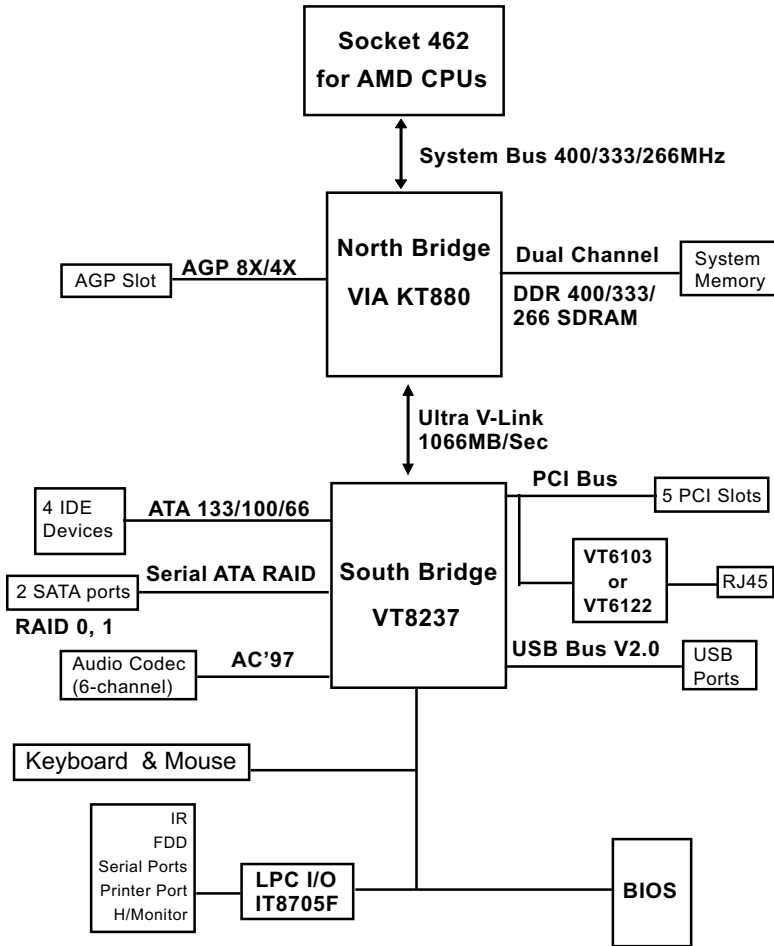 Socket 462
for AMD CPUs
System Bus 400/333/266MHz
North Bridge
VIA KT880
AGP Slot
AGP 8X/4X
Dual Channel
DDR 400/333/
266 SDRAM
System
Memory
Ultra V-Link
1066MB/Sec
4 IDE
Devices
ATA 133/100/66
PCI Bus
5 PCI Slots
2 SATA ports
Serial ATA RAID
RAID 0, 1
South Bridge
VT8237
VT6103
or
VT6122
RJ45
Audio Codec
(6-channel)
AC’97
USB Bus V2.0
USB
Ports
Keyboard & Mouse
IR
FDD
Serial Ports
Printer Port
H/Monitor
LPC I/O
IT8705F
BIOS